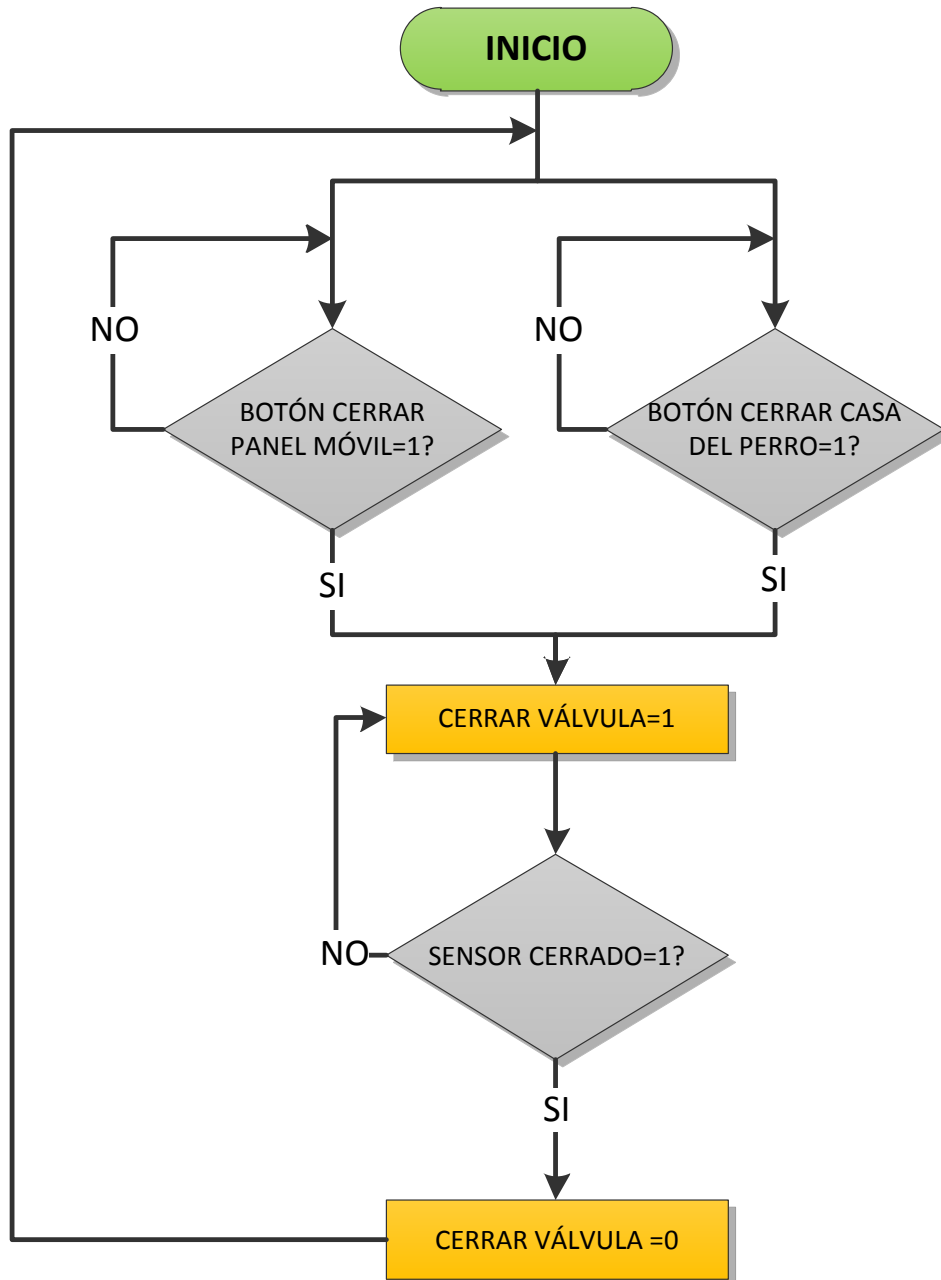 INICIO
NO
NO
BOTÓN CERRAR
PANEL MÓVIL=1?
BOTÓN CERRAR CASA
DEL PERRO=1?
SI
SI
CERRAR VÁLVULA=1
NO
SENSOR CERRADO=1?
SI
CERRAR VÁLVULA =0